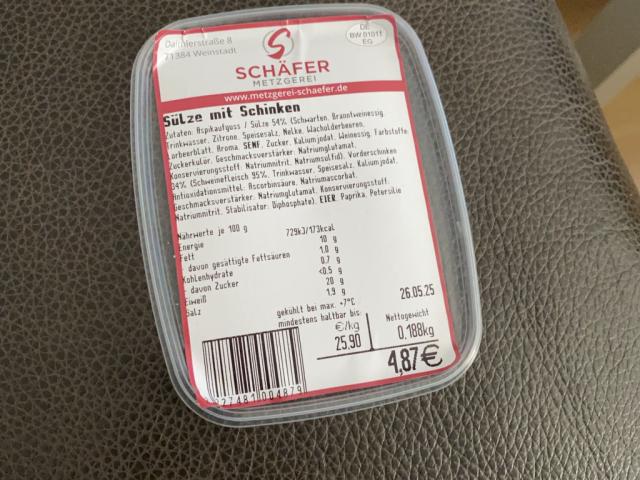 Daimlerstraße 8
71384 Weinstadt
S
DE
BW 01011
EG
SCHÄFER
METZGEREI
www.metzgerei-schaefer.de
Sülze mit Schinken
Zutaten: Aspikaufguss / Sülze 54% (Schwarten, Branntweinessig,
Trinkwasser, Zitrone, Speisesalz, Nelke, Wacholderbeeren,
Lorbeerblatt, Aroma, SENF, Zucker, Kaliumjodat, Weinessig, Farbstoffe:
Zuckerkulör, Geschmacksverstärker: Natriumglutamat,
Konservierungsstoff: Natriumnitrit, Natriumsulfid), Vorderschinken
34% (Schweinefleisch 95%, Trinkwasser, Speisesalz, Kaliumjodat,
Antioxidationsmittel: Ascorbinsäure, Natriumascorbat,
Geschmacksverstärker: Natriumglutamat, Konservierungsstoff:
Natriumnitrit, Stabilisator: Diphosphate), EIER, Paprika, Petersilie
Nährwerte je 100 g
Energie 729kJ/173kcal
Fett 10 g
- davon gesättigte Fettsäuren 1,0 g
Kohlenhydrate 0,7 g
- davon Zucker <0,5 g
Eiweiß 20 g
Salz 1,9 g
gekühlt bei max. +7°C
mindestens haltbar bis: 26.05.25
€/kg Nettogewicht
25,90 0,188kg
4,87€
27481 004879